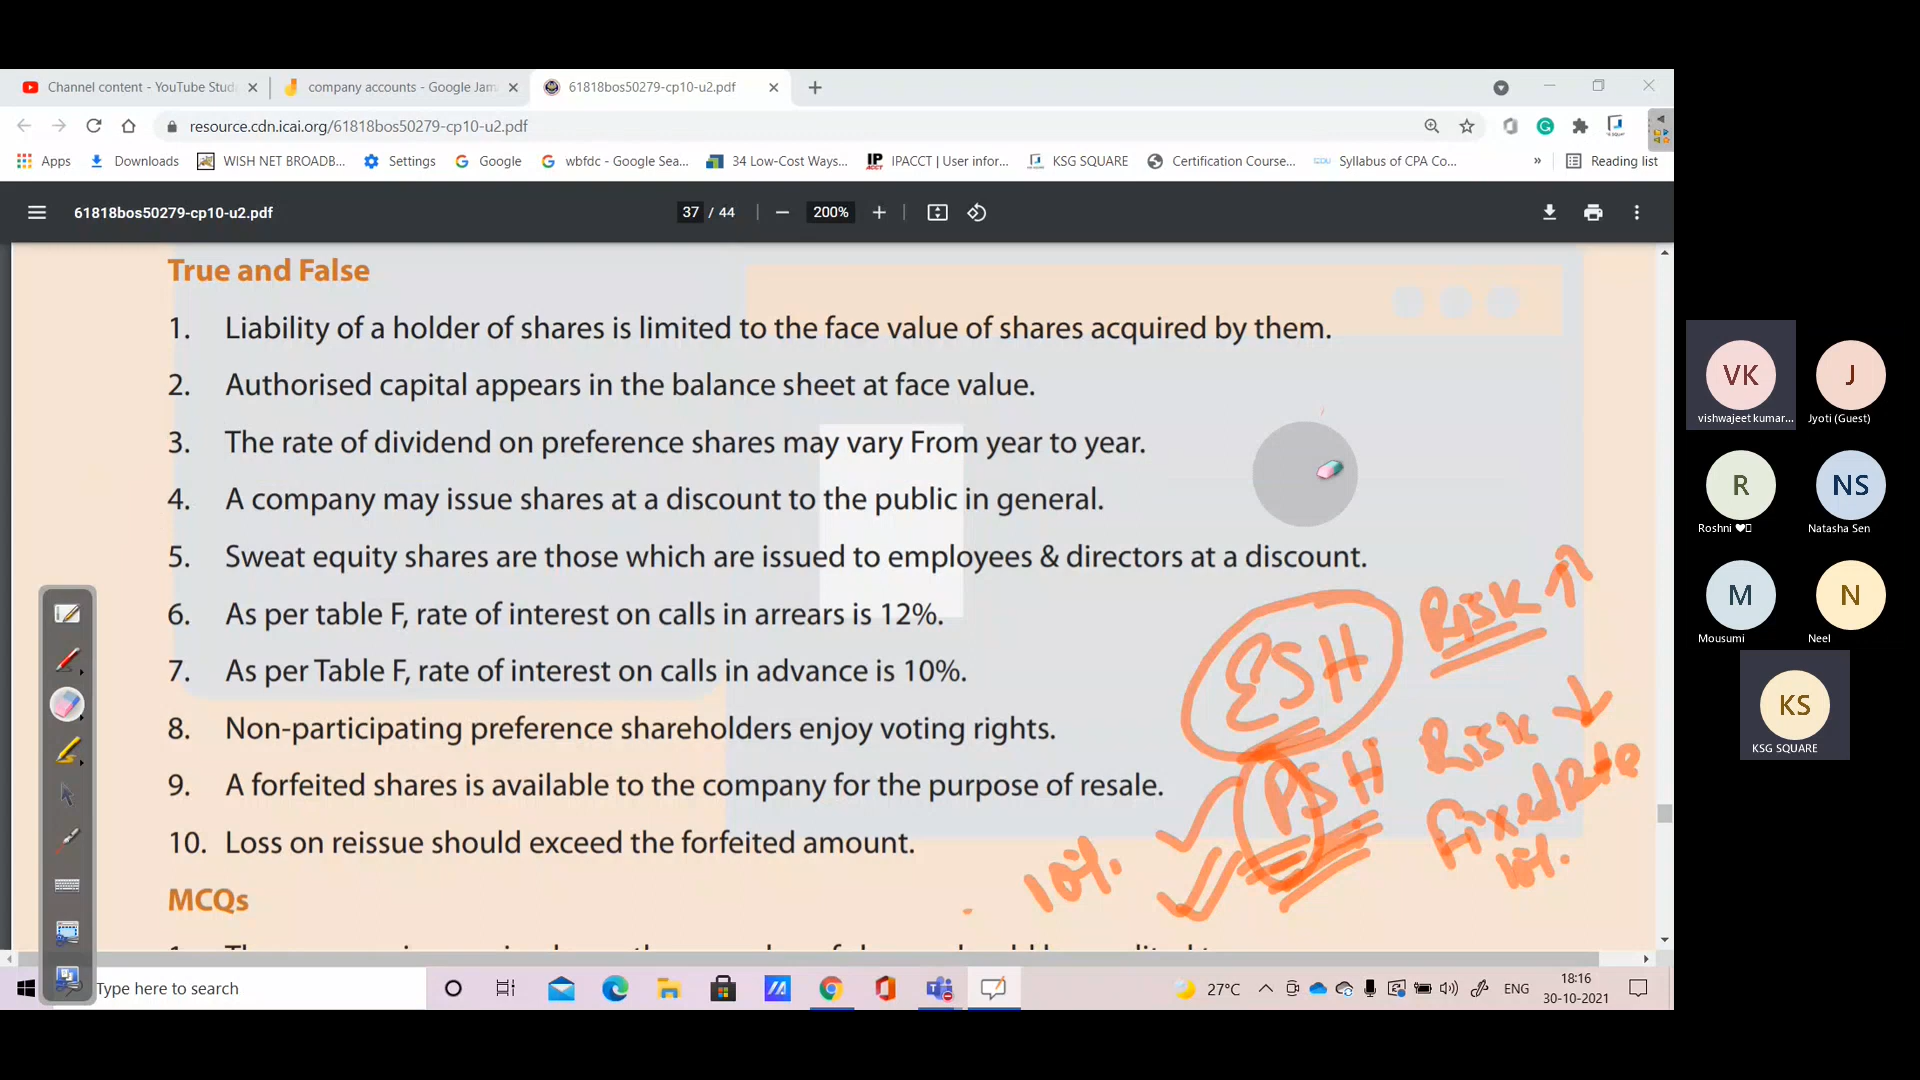 Channel content - YouTube Stud
company accounts - Google Jam
61818bos50279-cp10-u2.pdf
resource.cdn.icai.org/61818bos50279-cp10-u2.pdf
Apps Downloads WISH NET BROADB... Settings Google wbfdc - Google Sea... 34 Low-Cost Ways... IPACCT | User infor... KSG SQUARE Certification Course... Syllabus of CPA Co... » Reading list
61818bos50279-cp10-u2.pdf 37 / 44 200%
True and False
1. Liability of a holder of shares is limited to the face value of shares acquired by them.
2. Authorised capital appears in the balance sheet at face value.
3. The rate of dividend on preference shares may vary From year to year.
4. A company may issue shares at a discount to the public in general.
5. Sweat equity shares are those which are issued to employees & directors at a discount.
6. As per table F, rate of interest on calls in arrears is 12%.
7. As per Table F, rate of interest on calls in advance is 10%.
8. Non-participating preference shareholders enjoy voting rights.
9. A forfeited shares is available to the company for the purpose of resale.
10. Loss on reissue should exceed the forfeited amount.
MCQs
ESH Risk
PSH Risk
Fixed Rate
10%.
10%.
VK
vishwajeet kumar...
J
Jyoti (Guest)
R
Roshni
NS
Natasha Sen
M
Mousumi
N
Neel
KS
KSG SQUARE
Type here to search
27°C
ENG
18:16
30-10-2021